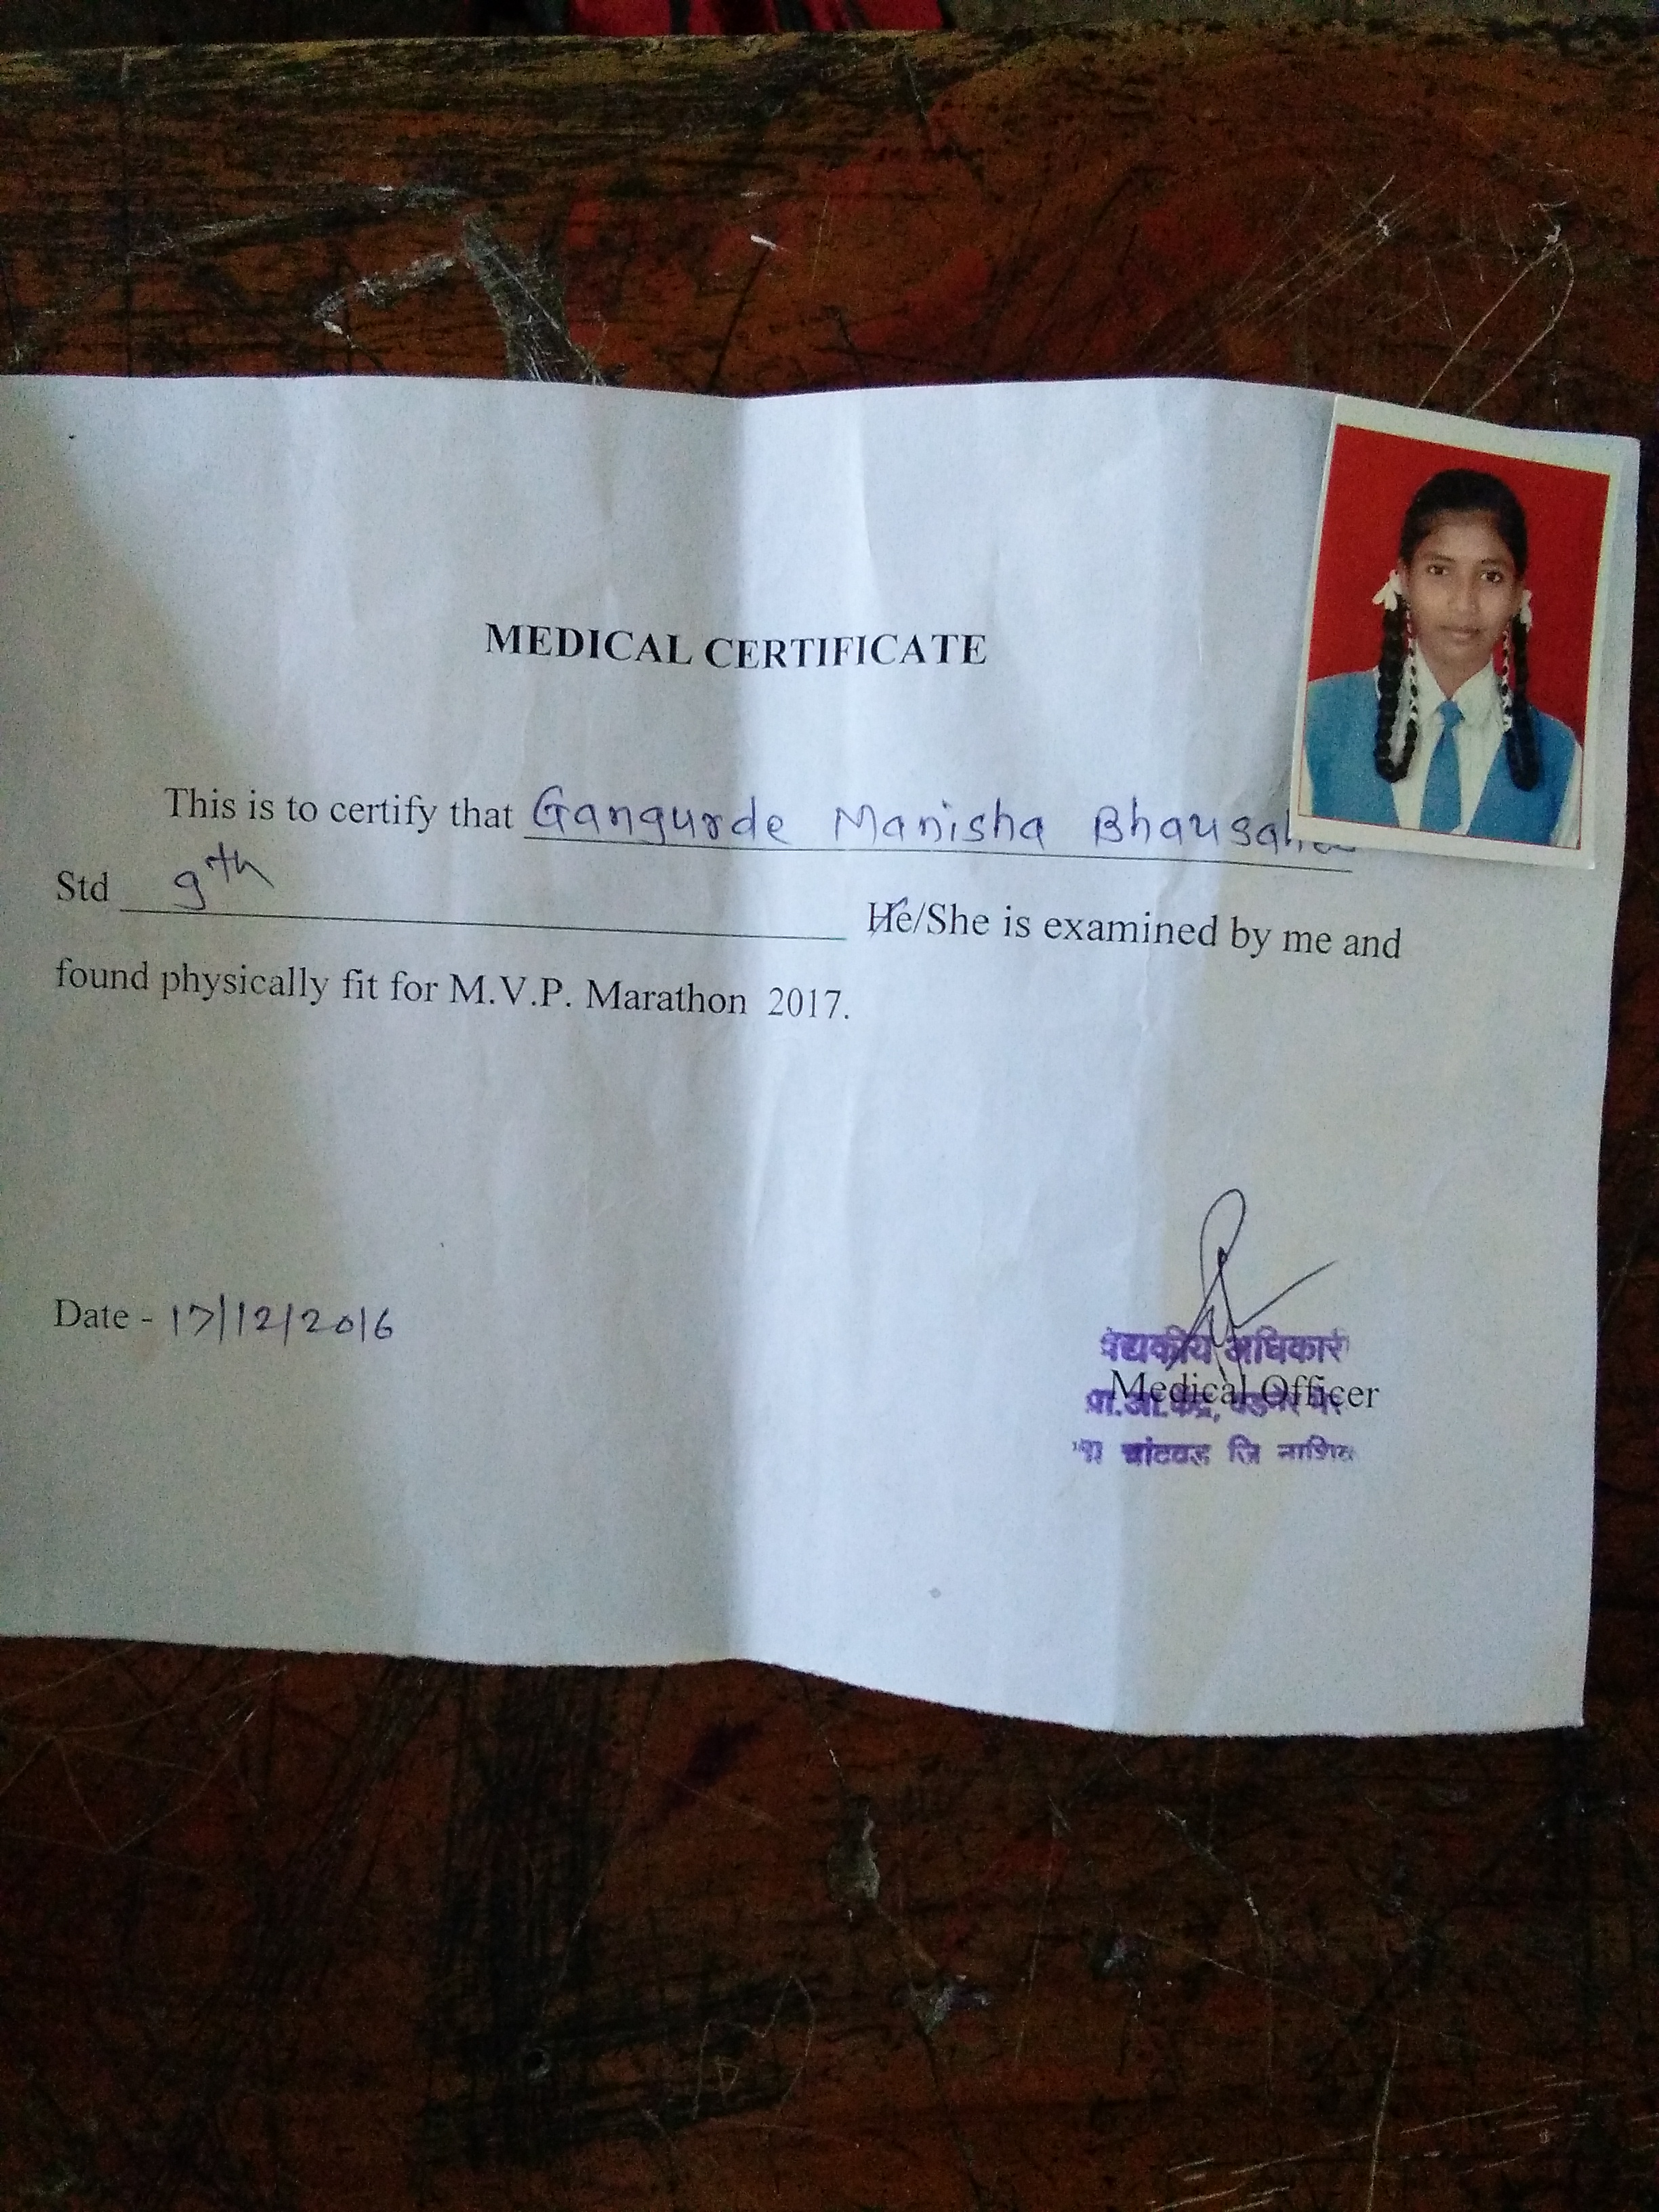 MEDICAL CERTIFICATE
This is to certify that Gangurde Manisha
Std 9th He/She is examined by me and
found physically fit for M.V.P. Marathon 2017.
Date - 17/12/2016
वैद्यकीय अधिकारी
Medical Officer
प्रा.आ.केंद्र,
चांदवड जि नाशिक